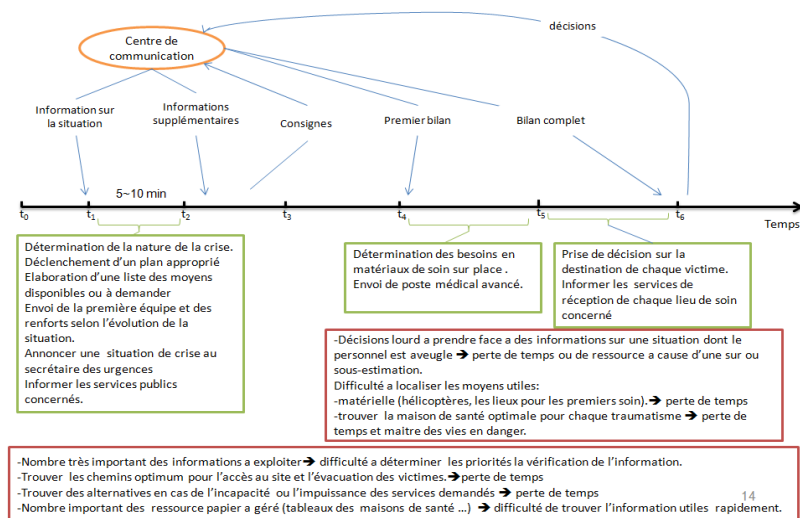 Centre de
communication
décisions
Information sur
la situation
Informations
supplémentaires
Consignes
Premier bilan
Bilan complet
5~10 min
t0
t1
t2
t3
t4
t5
t6
Temps
Détermination de la nature de la crise.
Déclenchement d'un plan approprié
Elaboration d'une liste des moyens
disponibles ou à demander
Envoi de la première équipe et des
renforts selon l'évolution de la
situation.
Annoncer une situation de crise au
secrétaire des urgences
Informer les services publics
concernés.
Détermination des besoins en
matériaux de soin sur place .
Envoi de poste médical avancé.
Prise de décision sur la
destination de chaque victime.
Informer les services de
réception de chaque lieu de soin
concerné
-Décisions lourd a prendre face a des informations sur une situation dont le
personnel est aveugle ➔ perte de temps ou de ressource a cause d'une sur ou
sous-estimation.
Difficulté a localiser les moyens utiles:
-matérielle (hélicoptères, les lieux pour les premiers soin).➔ perte de temps
-trouver la maison de santé optimale pour chaque traumatisme ➔ perte de
temps et maitre des vies en danger.
-Nombre très important des informations a exploiter➔ difficulté a déterminer les priorités la vérification de l'information.
-Trouver les chemins optimum pour l'accès au site et l'évacuation des victimes.➔perte de temps
-Trouver des alternatives en cas de l'incapacité ou l'impuissance des services demandés ➔ perte de temps
-Nombre important des ressource papier a géré (tableaux des maisons de santé ...) ➔ difficulté de trouver l'information utiles rapidement.
14